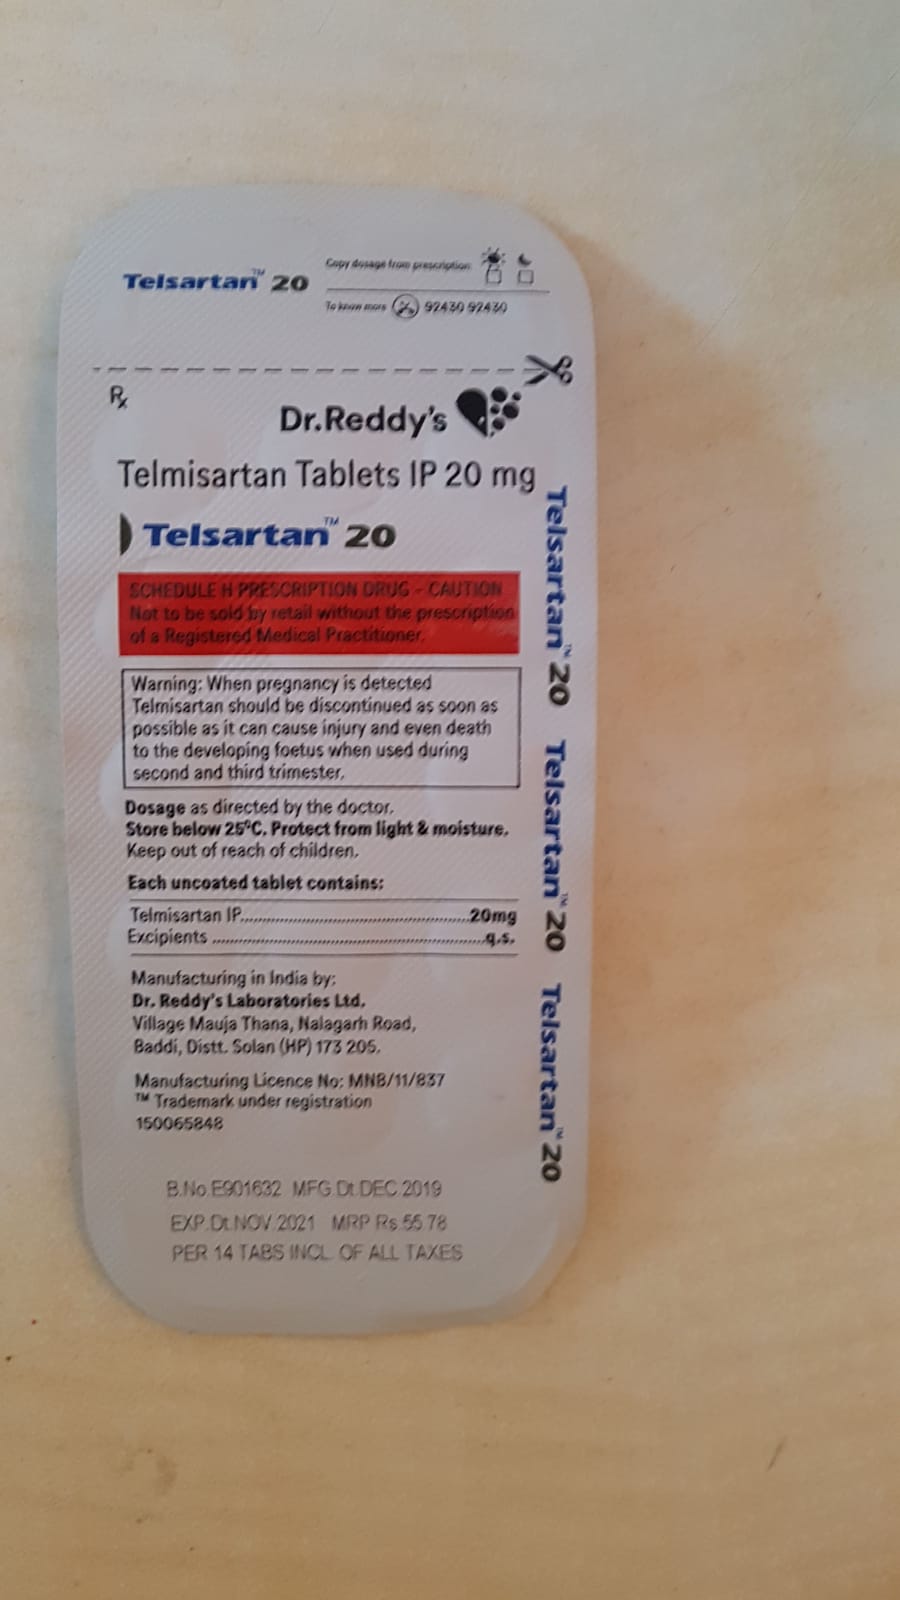 Telsartan™ 20
Copy dosage from prescription
To know more 92430 92430
Rx
Dr.Reddy's
Telmisartan Tablets IP 20 mg
Telsartan™ 20
SCHEDULE H PRESCRIPTION DRUG - CAUTION
Not to be sold by retail without the prescription
of a Registered Medical Practitioner.
Warning: When pregnancy is detected
Telmisartan should be discontinued as soon as
possible as it can cause injury and even death
to the developing foetus when used during
second and third trimester.
Dosage as directed by the doctor.
Store below 25°C. Protect from light & moisture.
Keep out of reach of children.
Each uncoated tablet contains:
Telmisartan IP..................................................20mg
Excipients ............................................................q.s.
Manufacturing in India by:
Dr. Reddy's Laboratories Ltd.
Village Mauja Thana, Nalagarh Road,
Baddi, Distt. Solan (HP) 173 205.
Manufacturing Licence No: MNB/11/837
™ Trademark under registration
150065848
B.No.E901632 MFG.Dt.DEC.2019
EXP.Dt.NOV.2021 MRP Rs.55.78
PER 14 TABS INCL. OF ALL TAXES
Telsartan™ 20 Telsartan™ 20 Telsartan™ 20